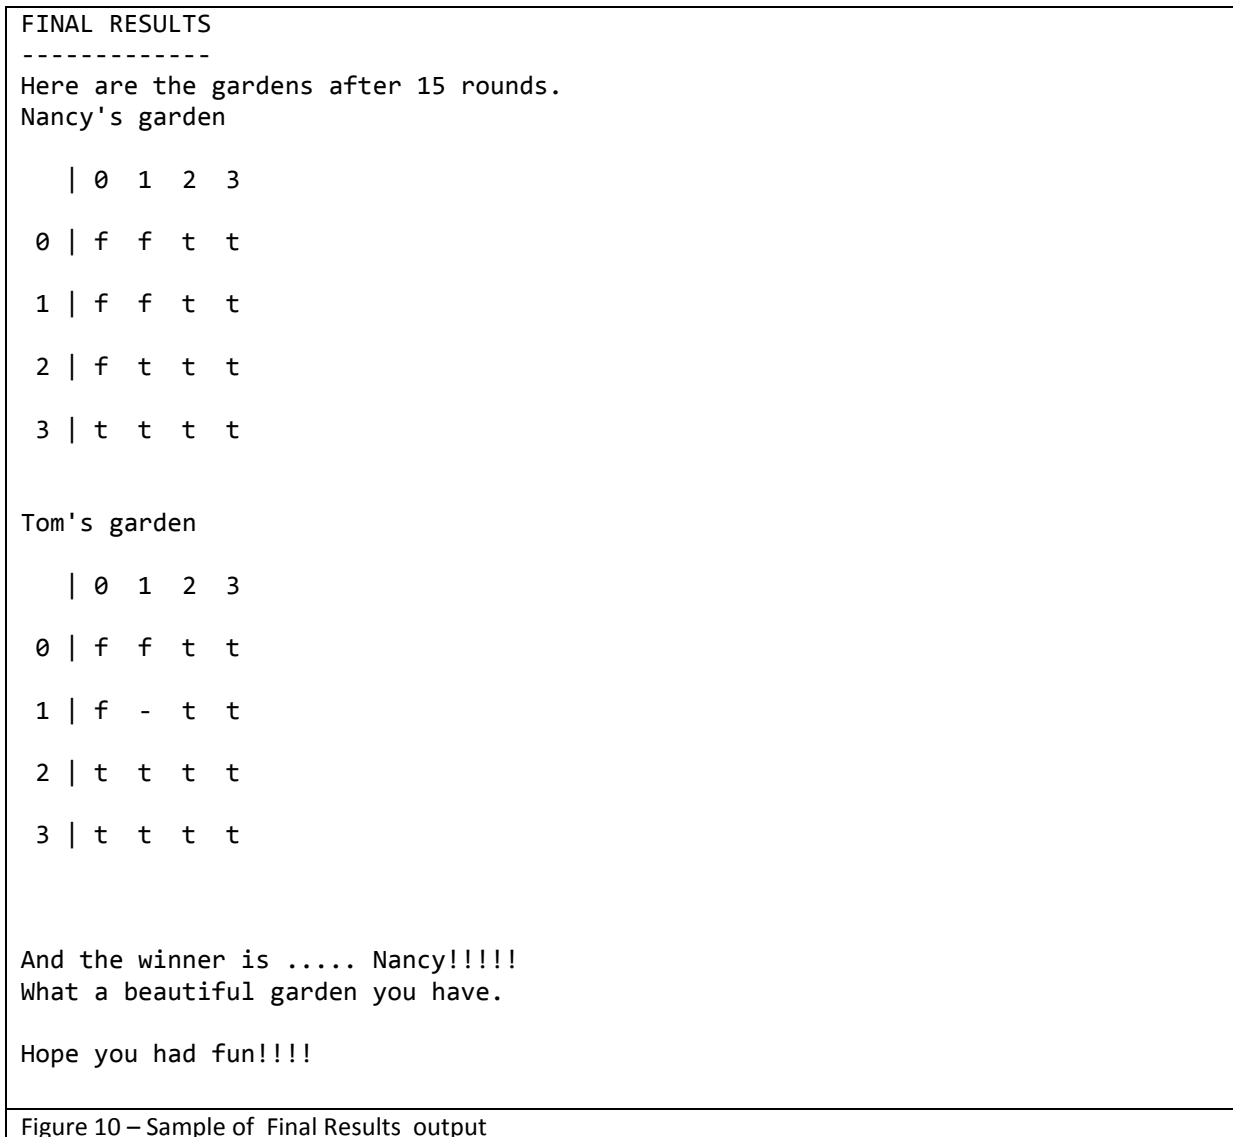 FINAL RESULTS
-------------
Here are the gardens after 15 rounds.
Nancy's garden
   | 0  1  2  3
 0 | f  f  t  t
 1 | f  f  t  t
 2 | f  t  t  t
 3 | t  t  t  t
Tom's garden
   | 0  1  2  3
 0 | f  f  t  t
 1 | f  -  t  t
 2 | t  t  t  t
 3 | t  t  t  t
And the winner is ..... Nancy!!!!!
What a beautiful garden you have.
Hope you had fun!!!!
Figure 10 – Sample of  Final Results  output